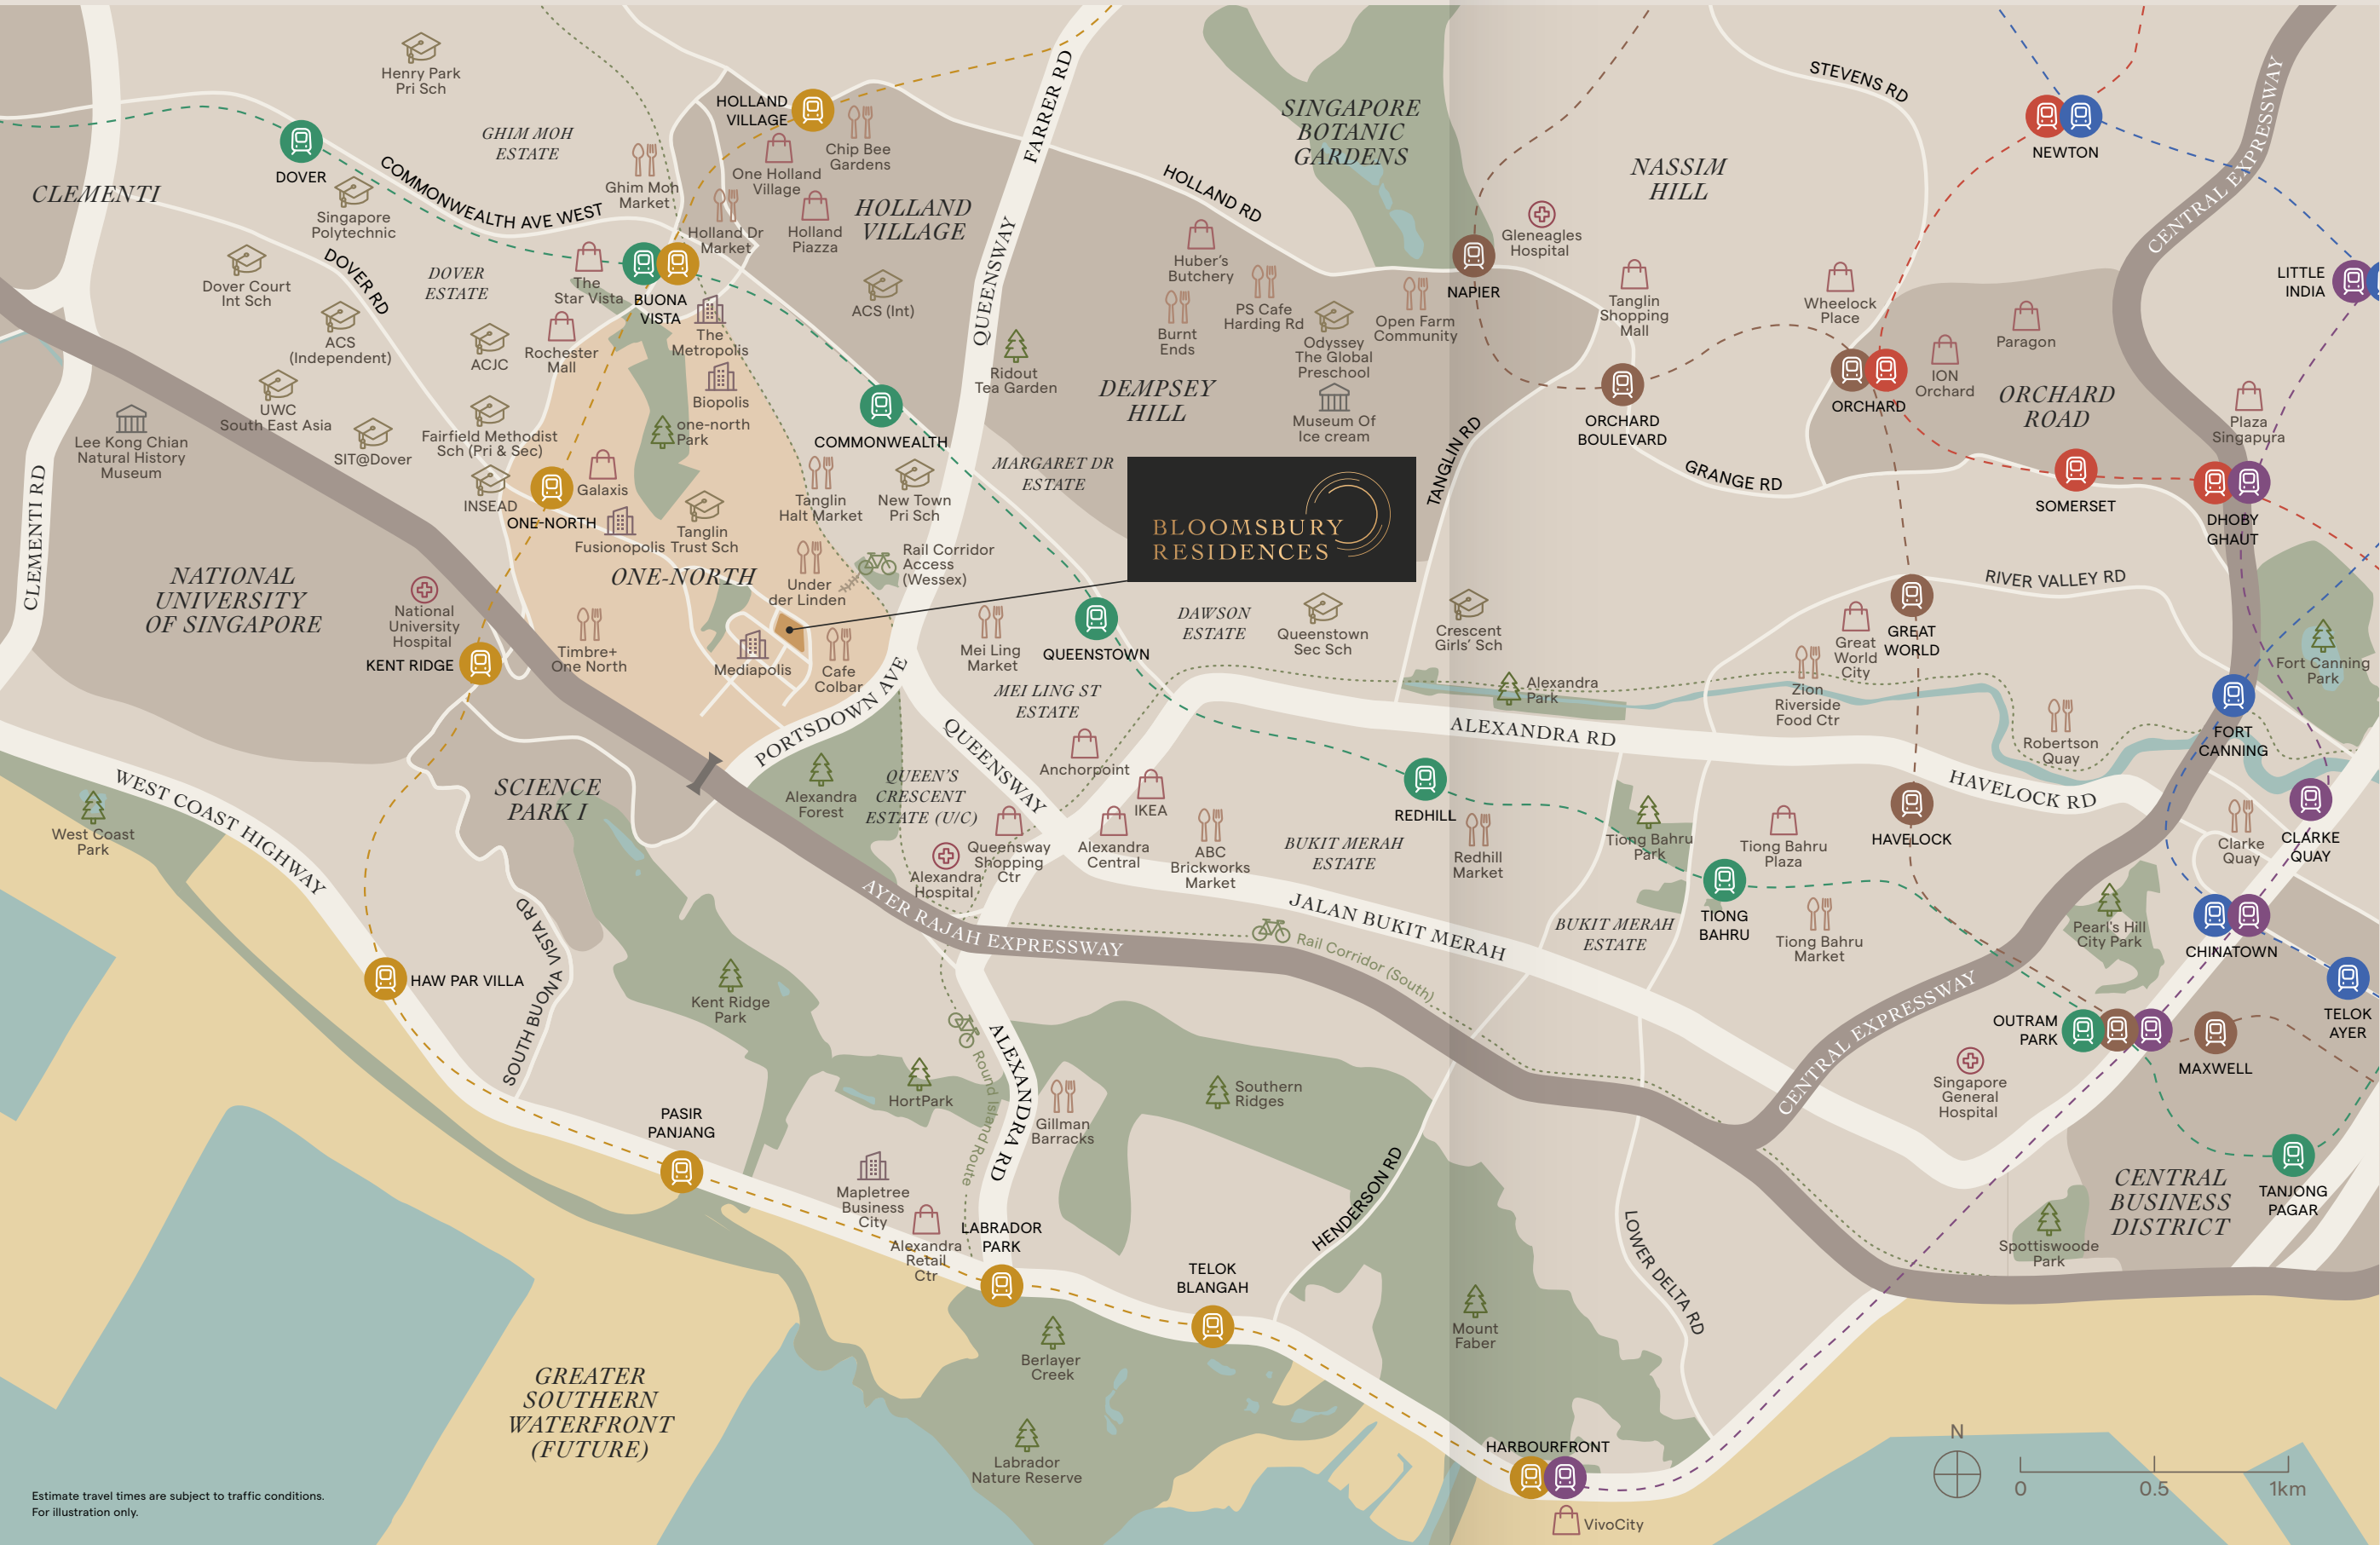 Henry Park
Pri Sch
HOLLAND
VILLAGE
FARRER RD
SINGAPORE
BOTANIC
GARDENS
STEVENS RD
NEWTON
CENTRAL EXPRESSWAY
GHIM MOH
ESTATE
DOVER
CLEMENTI
COMMONWEALTH AVE WEST
Singapore
Polytechnic
Ghim Moh
Market
One Holland
Village
Chip Bee
Gardens
Holland Dr
Market
Holland
Piazza
HOLLAND
VILLAGE
HOLLAND RD
NASSIM
HILL
Gleneagles
Hospital
NAPIER
LITTLE
INDIA
Dover Court
Int Sch
DOVER RD
DOVER
ESTATE
The
Star Vista
BUONA
VISTA
ACS (Int)
QUEENSWAY
Huber's
Butchery
PS Cafe
Harding Rd
Burnt
Ends
Odyssey
The Global
Preschool
Open Farm
Community
Tanglin
Shopping
Mall
Wheelock
Place
Paragon
ACS
(Independent)
ACJC
Rochester
Mall
The
Metropolis
Biopolis
Ridout
Tea Garden
DEMPSEY
HILL
Museum Of
Ice cream
ORCHARD
BOULEVARD
ORCHARD
ION
Orchard
ORCHARD
ROAD
Plaza
Singapura
UWC
South East Asia
Lee Kong Chian
Natural History
Museum
SIT@Dover
Fairfield Methodist
Sch (Pri & Sec)
one-north
Park
COMMONWEALTH
MARGARET DR
ESTATE
TANGLIN RD
GRANGE RD
SOMERSET
DHOBY
GHAUT
INSEAD
ONE-NORTH
Galaxis
Fusionopolis
Tanglin
Trust Sch
Tanglin
Halt Market
New Town
Pri Sch
BLOOMSBURY
RESIDENCES
CLEMENTI RD
Rail Corridor
Access
(Wessex)
ONE-NORTH
Under
der Linden
NATIONAL
UNIVERSITY
OF SINGAPORE
National
University
Hospital
KENT RIDGE
Timbre+
One North
Mediapolis
Cafe
Colbar
Mei Ling
Market
QUEENSTOWN
DAWSON
ESTATE
Queenstown
Sec Sch
Crescent
Girls' Sch
RIVER VALLEY RD
GREAT
WORLD
Great
World
City
Zion
Riverside
Food Ctr
Fort Canning
Park
FORT
CANNING
Robertson
Quay
MEI LING ST
ESTATE
Alexandra
Park
PORTSDOWN AVE
QUEENSWAY
ALEXANDRA RD
HAVELOCK RD
Anchorpoint
IKEA
WEST COAST HIGHWAY
West Coast
Park
SCIENCE
PARK I
Alexandra
Forest
QUEEN'S
CRESCENT
ESTATE (U/C)
Queensway
Shopping
Ctr
Alexandra
Hospital
Alexandra
Central
ABC
Brickworks
Market
BUKIT MERAH
ESTATE
REDHILL
Redhill
Market
Tiong Bahru
Park
Tiong Bahru
Plaza
HAVELOCK
Clarke
Quay
CLARKE
QUAY
AYER RAJAH EXPRESSWAY
JALAN BUKIT MERAH
Rail Corridor (South)
BUKIT MERAH
ESTATE
TIONG
BAHRU
Tiong Bahru
Market
Pearl's Hill
City Park
CHINATOWN
TELOK
AYER
HAW PAR VILLA
SOUTH BUONA VISTA RD
Kent Ridge
Park
HortPark
Round Island Route
ALEXANDRA RD
Gillman
Barracks
Southern
Ridges
CENTRAL EXPRESSWAY
OUTRAM
PARK
MAXWELL
Singapore
General
Hospital
PASIR
PANJANG
Mapletree
Business
City
Alexandra
Retail
Ctr
LABRADOR
PARK
TELOK
BLANGAH
HENDERSON RD
LOWER DELTA RD
CENTRAL
BUSINESS
DISTRICT
TANJONG
PAGAR
Spottiswoode
Park
Mount
Faber
Berlayer
Creek
Labrador
Nature Reserve
GREATER
SOUTHERN
WATERFRONT
(FUTURE)
HARBOURFRONT
VivoCity
N
0
0.5
1km
Estimate travel times are subject to traffic conditions.
For illustration only.